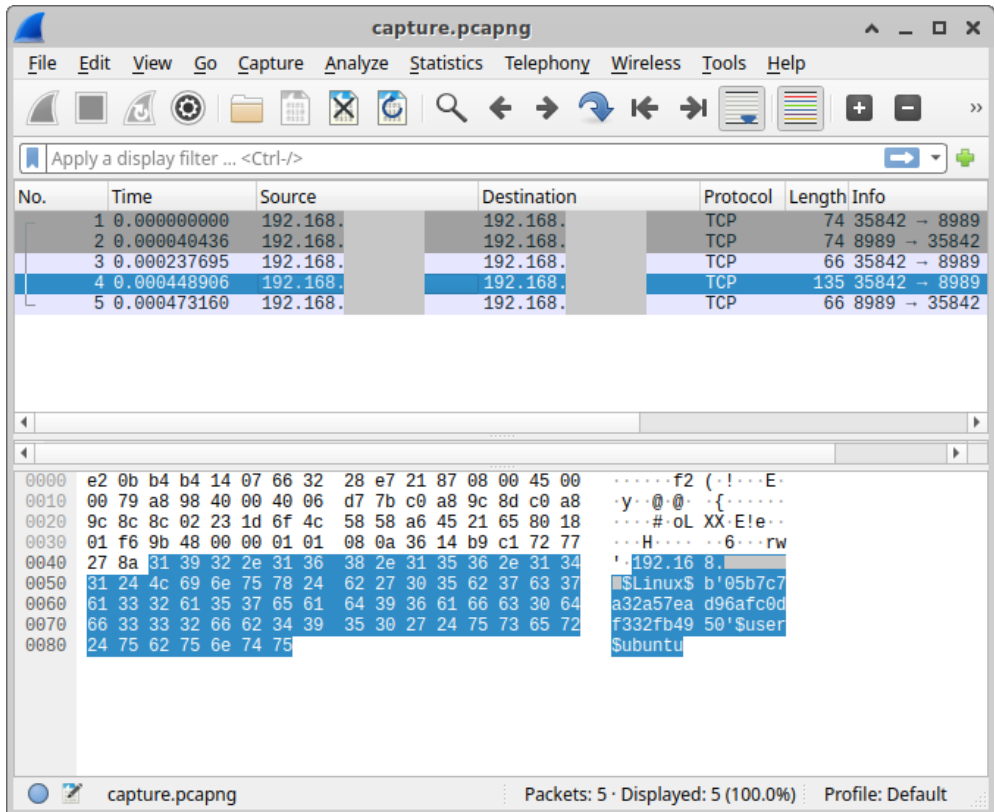 capture.pcapng
File Edit View Go Capture Analyze Statistics Telephony Wireless Tools Help
Apply a display filter ... <Ctrl-/>
No. Time Source Destination Protocol Length Info
1 0.000000000 192.168. 192.168. TCP 74 35842 → 8989
2 0.000040436 192.168. 192.168. TCP 74 8989 → 35842
3 0.000237695 192.168. 192.168. TCP 66 35842 → 8989
4 0.000448906 192.168. 192.168. TCP 135 35842 → 8989
5 0.000473160 192.168. 192.168. TCP 66 8989 → 35842
0000 e2 0b b4 b4 14 07 66 32 28 e7 21 87 08 00 45 00 ······f2 (·!···E·
0010 00 79 a8 98 40 00 40 06 d7 7b c0 a8 9c 8d c0 a8 ·y··@·@· ·{······
0020 9c 8c 8c 02 23 1d 6f 4c 58 58 a6 45 21 65 80 18 ····#·oL XX·E!e··
0030 01 f6 9b 48 00 00 01 01 08 0a 36 14 b9 c1 72 77 ···H···· ··6···rw
0040 27 8a 31 39 32 2e 31 36 38 2e 31 35 36 2e 31 34 '·192.16 8.
0050 31 24 4c 69 6e 75 78 24 62 27 30 35 62 37 63 37 $Linux$ b'05b7c7
0060 61 33 32 61 35 37 65 61 64 39 36 61 66 63 30 64 a32a57ea d96afc0d
0070 66 33 33 32 66 62 34 39 35 30 27 24 75 73 65 72 f332fb49 50'$user
0080 24 75 62 75 6e 74 75 $ubuntu
capture.pcapng Packets: 5 · Displayed: 5 (100.0%) Profile: Default